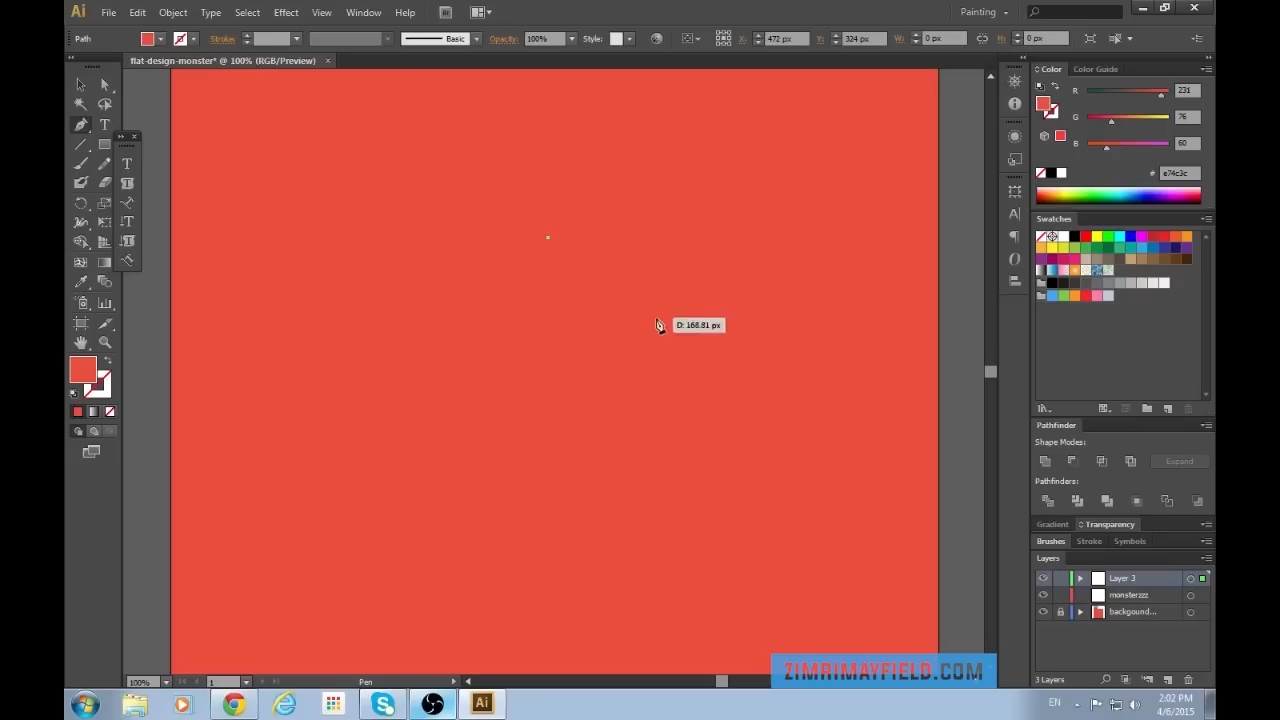 Ai File Edit Object Type Select Effect View Window Help Br Painting
Path Stroke: Basic Opacity: 100% Style: X: 472 px Y: 324 px W: 0 px H: 0 px
flat-design-monster* @ 100% (RGB/Preview) ×
Color Color Guide
R 231
G 76
B 60
# e74c3c
Swatches
D: 168.81 px
Pathfinder
Shape Modes:
Expand
Pathfinders:
Gradient Transparency
Brushes Stroke Symbols
Layers
Layer 3
monsterzzz
backgoound...
3 Layers
100% 1 Pen
ZIMRIMAYFIELD.COM
EN 2:02 PM
4/6/2015